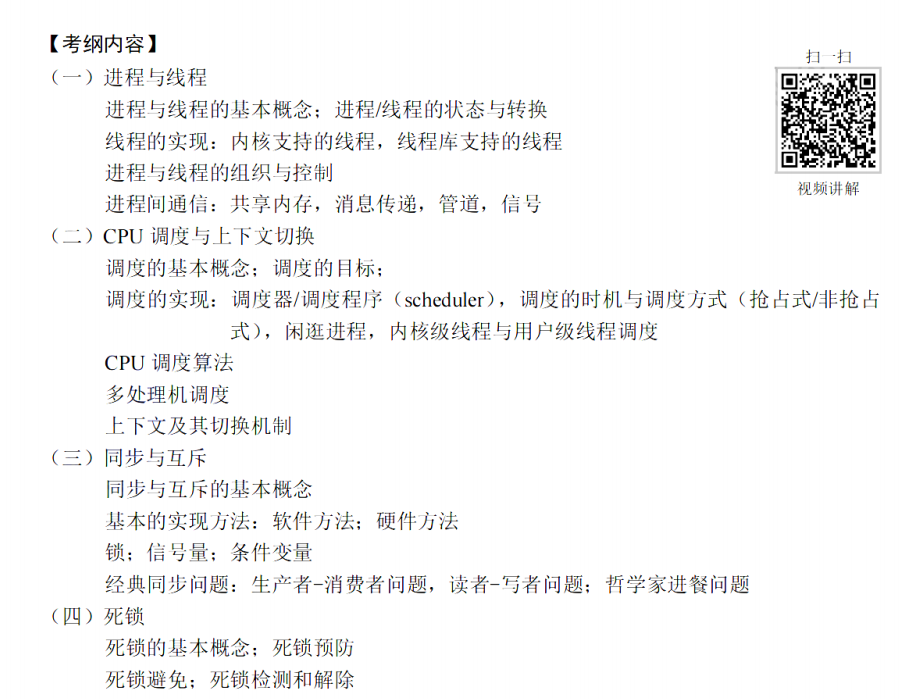 【考纲内容】
扫一扫
（一）进程与线程
进程与线程的基本概念；进程/线程的状态与转换
线程的实现：内核支持的线程，线程库支持的线程
进程与线程的组织与控制
视频讲解
进程间通信：共享内存，消息传递，管道，信号
（二）CPU 调度与上下文切换
调度的基本概念；调度的目标；
调度的实现：调度器/调度程序（scheduler），调度的时机与调度方式（抢占式/非抢占
式），闲逛进程，内核级线程与用户级线程调度
CPU 调度算法
多处理机调度
上下文及其切换机制
（三）同步与互斥
同步与互斥的基本概念
基本的实现方法：软件方法；硬件方法
锁；信号量；条件变量
经典同步问题：生产者-消费者问题，读者-写者问题；哲学家进餐问题
（四）死锁
死锁的基本概念；死锁预防
死锁避免；死锁检测和解除